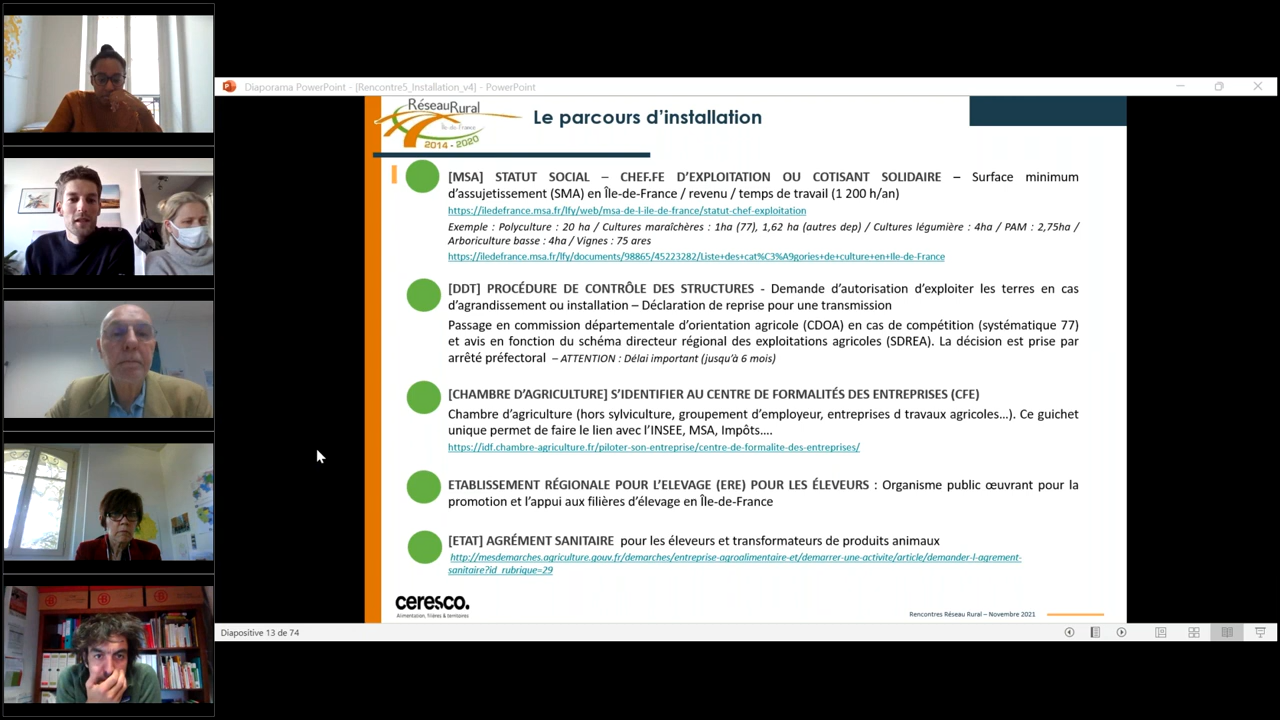 Diaporama PowerPoint - [Rencontre5_Installation_v4] - PowerPoint
RéseauRural
Île de France
2014 - 2020
Le parcours d’installation
[MSA] STATUT SOCIAL – CHEF.FE D’EXPLOITATION OU COTISANT SOLIDAIRE – Surface minimum
d’assujetissement (SMA) en Île-de-France / revenu / temps de travail (1 200 h/an)
https://iledefrance.msa.fr/lfy/web/msa-de-l-ile-de-france/statut-chef-exploitation
Exemple : Polyculture : 20 ha / Cultures maraîchères : 1ha (77), 1,62 ha (autres dep) / Cultures légumière : 4ha / PAM : 2,75ha /
Arboriculture basse : 4ha / Vignes : 75 ares
https://iledefrance.msa.fr/lfy/documents/98865/45223282/Liste+des+cat%C3%A9gories+de+culture+en+Ile-de-France
[DDT] PROCÉDURE DE CONTRÔLE DES STRUCTURES - Demande d’autorisation d’exploiter les terres en cas
d’agrandissement ou installation – Déclaration de reprise pour une transmission
Passage en commission départementale d’orientation agricole (CDOA) en cas de compétition (systématique 77)
et avis en fonction du schéma directeur régional des exploitations agricoles (SDREA). La décision est prise par
arrêté préfectoral – ATTENTION : Délai important (jusqu’à 6 mois)
[CHAMBRE D’AGRICULTURE] S’IDENTIFIER AU CENTRE DE FORMALITÉS DES ENTREPRISES (CFE)
Chambre d’agriculture (hors sylviculture, groupement d’employeur, entreprises d travaux agricoles…). Ce guichet
unique permet de faire le lien avec l’INSEE, MSA, Impôts….
https://idf.chambre-agriculture.fr/piloter-son-entreprise/centre-de-formalite-des-entreprises/
ETABLISSEMENT RÉGIONALE POUR L’ELEVAGE (ERE) POUR LES ÉLEVEURS : Organisme public œuvrant pour la
promotion et l’appui aux filières d’élevage en Île-de-France
[ETAT] AGRÉMENT SANITAIRE pour les éleveurs et transformateurs de produits animaux
http://mesdemarches.agriculture.gouv.fr/demarches/entreprise-agroalimentaire-et/demarrer-une-activite/article/demander-l-agrement-
sanitaire?id_rubrique=29
ceresco.
Alimentation, filières & territoires
Rencontres Réseau Rural – Novembre 2021
Diapositive 13 de 74